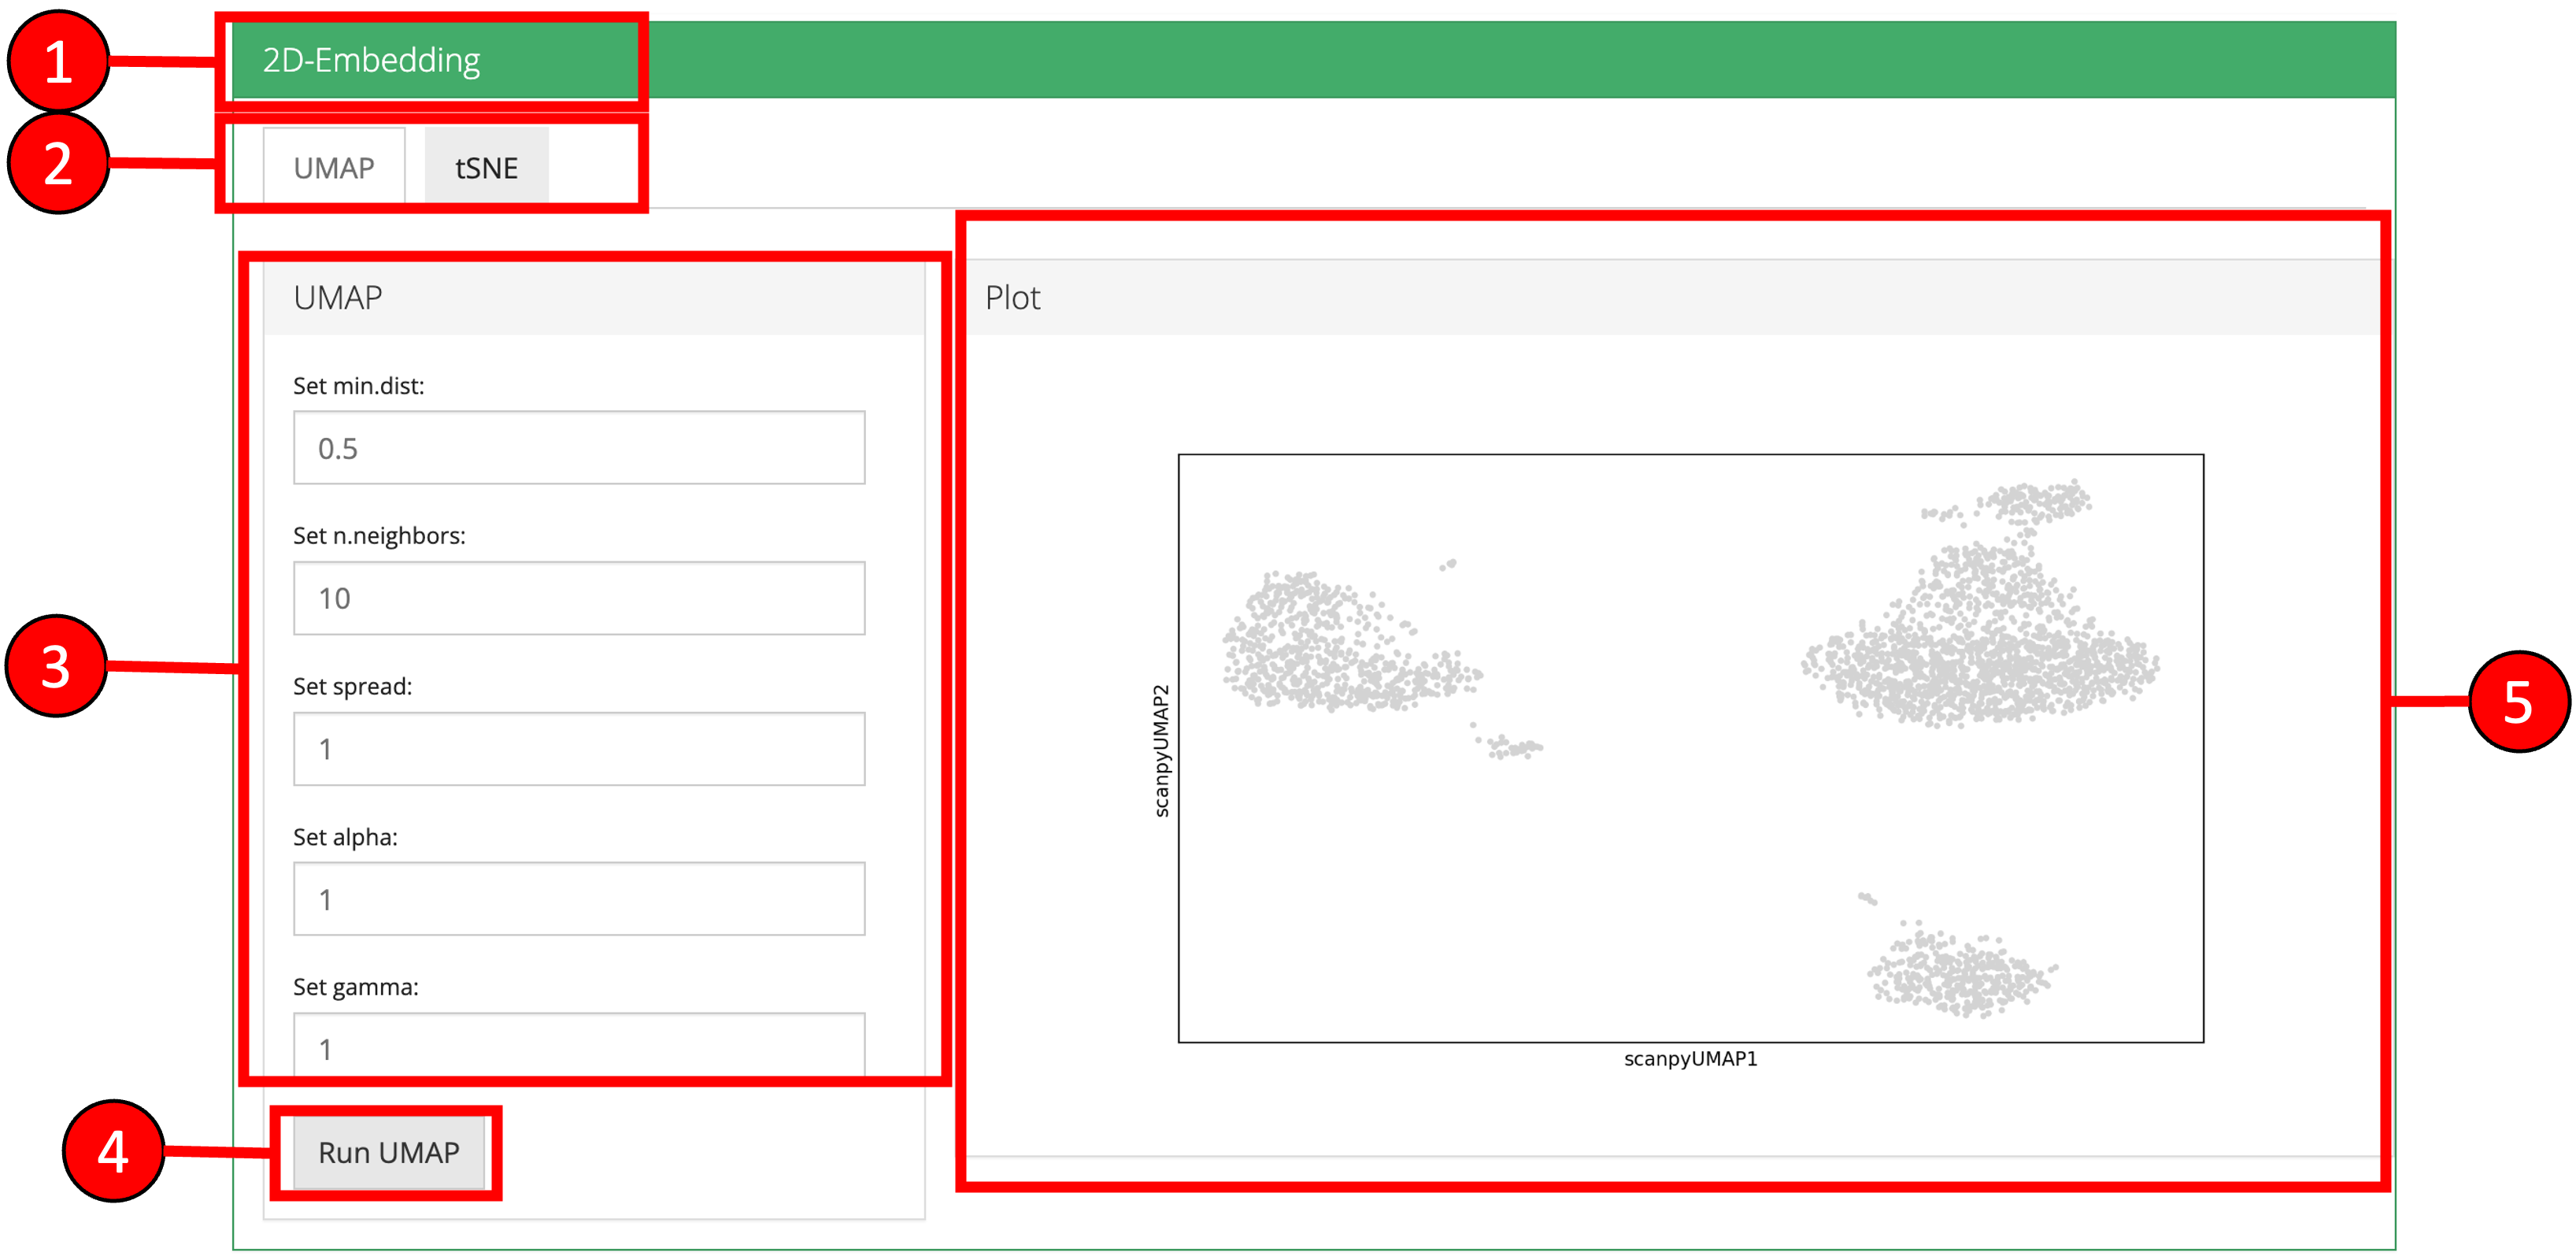 1
2D-Embedding
2
UMAP tSNE
UMAP
Set min.dist:
0.5
Set n.neighbors:
10
Set spread:
1
Set alpha:
1
Set gamma:
1
3
4
Run UMAP
Plot
scanpyUMAP2
scanpyUMAP1
5